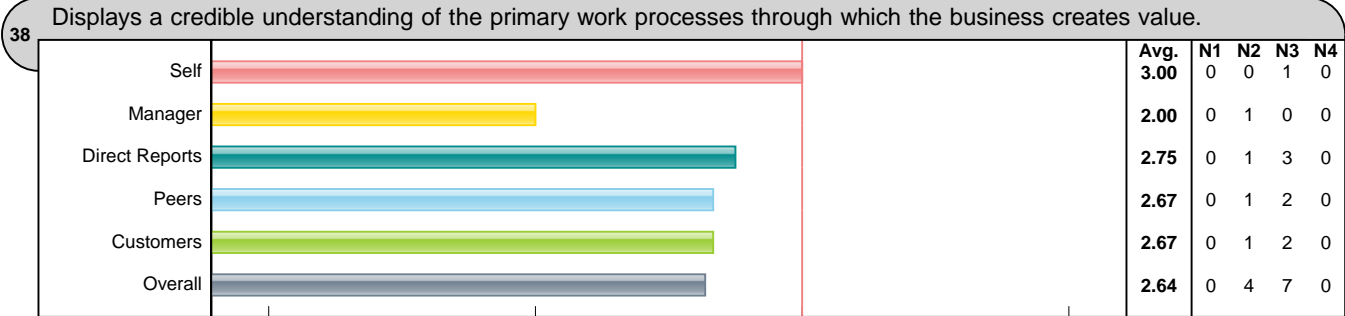 38 Displays a credible understanding of the primary work processes through which the business creates value.
Avg. N1 N2 N3 N4
Self 3.00 0 0 1 0
Manager 2.00 0 1 0 0
Direct Reports 2.75 0 1 3 0
Peers 2.67 0 1 2 0
Customers 2.67 0 1 2 0
Overall 2.64 0 4 7 0